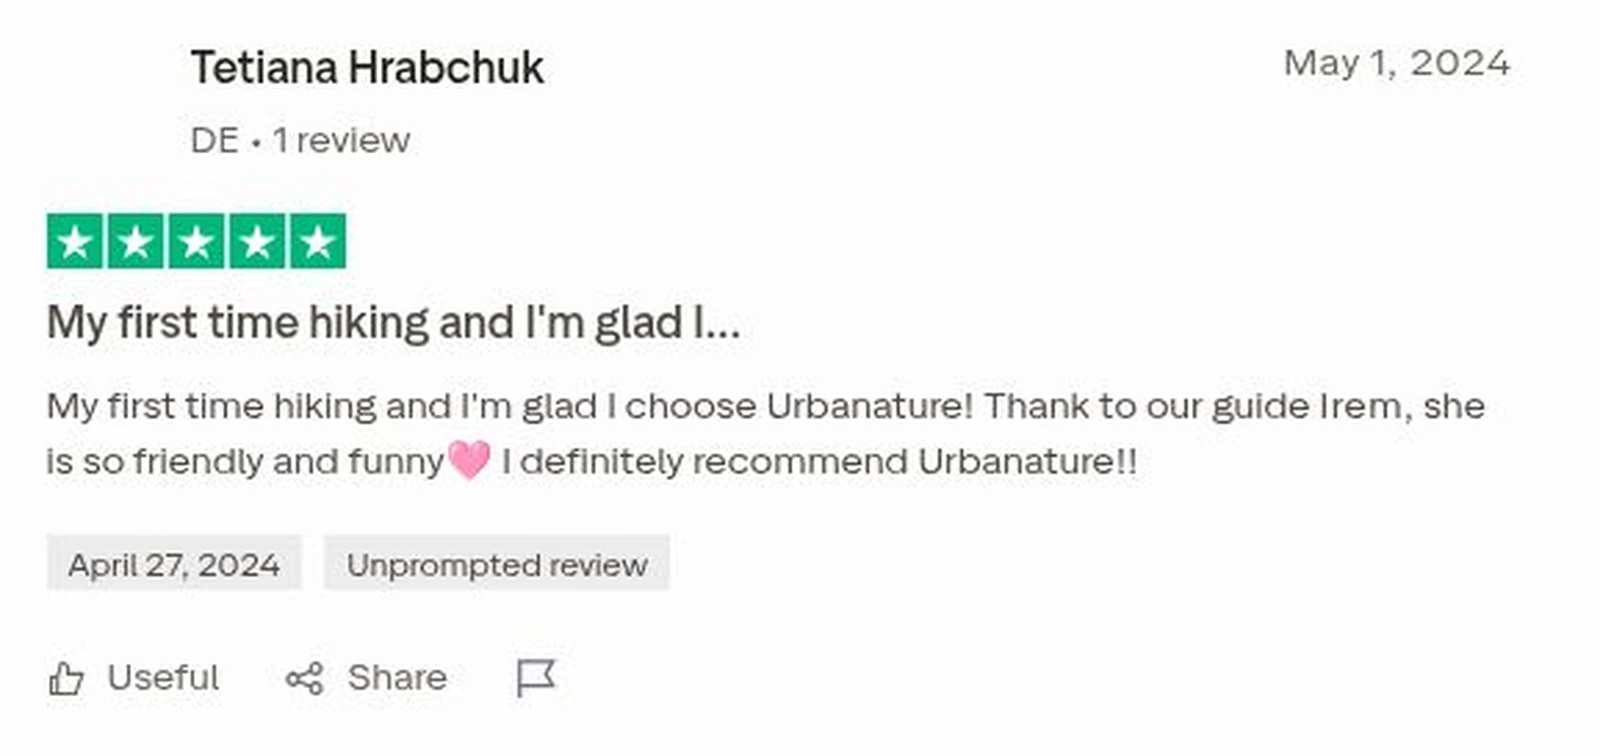 Tetiana Hrabchuk
May 1, 2024
DE • 1 review
My first time hiking and I'm glad I...
My first time hiking and I'm glad I choose Urbanature! Thank to our guide Irem, she
is so friendly and funny🩷 I definitely recommend Urbanature!!
April 27, 2024
Unprompted review
Useful
Share